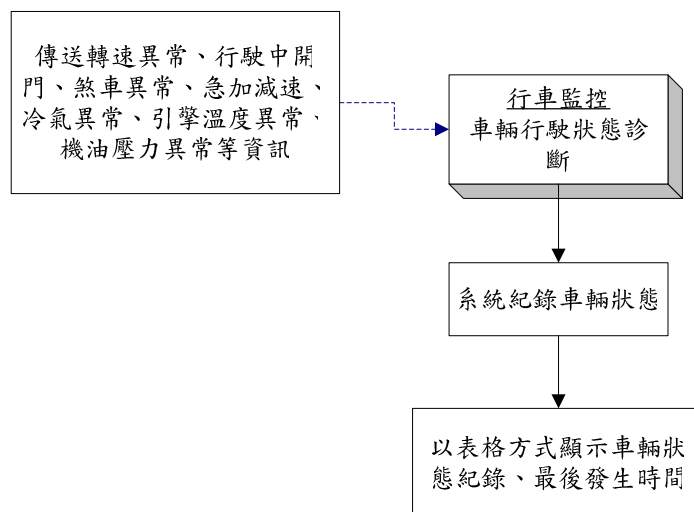 傳送轉速異常、行駛中開
門、煞車異常、急加減速、
冷氣異常、引擎溫度異常、
機油壓力異常等資訊
行車監控
車輛行駛狀態診
斷
系統紀錄車輛狀態
以表格方式顯示車輛狀
態紀錄、最後發生時間